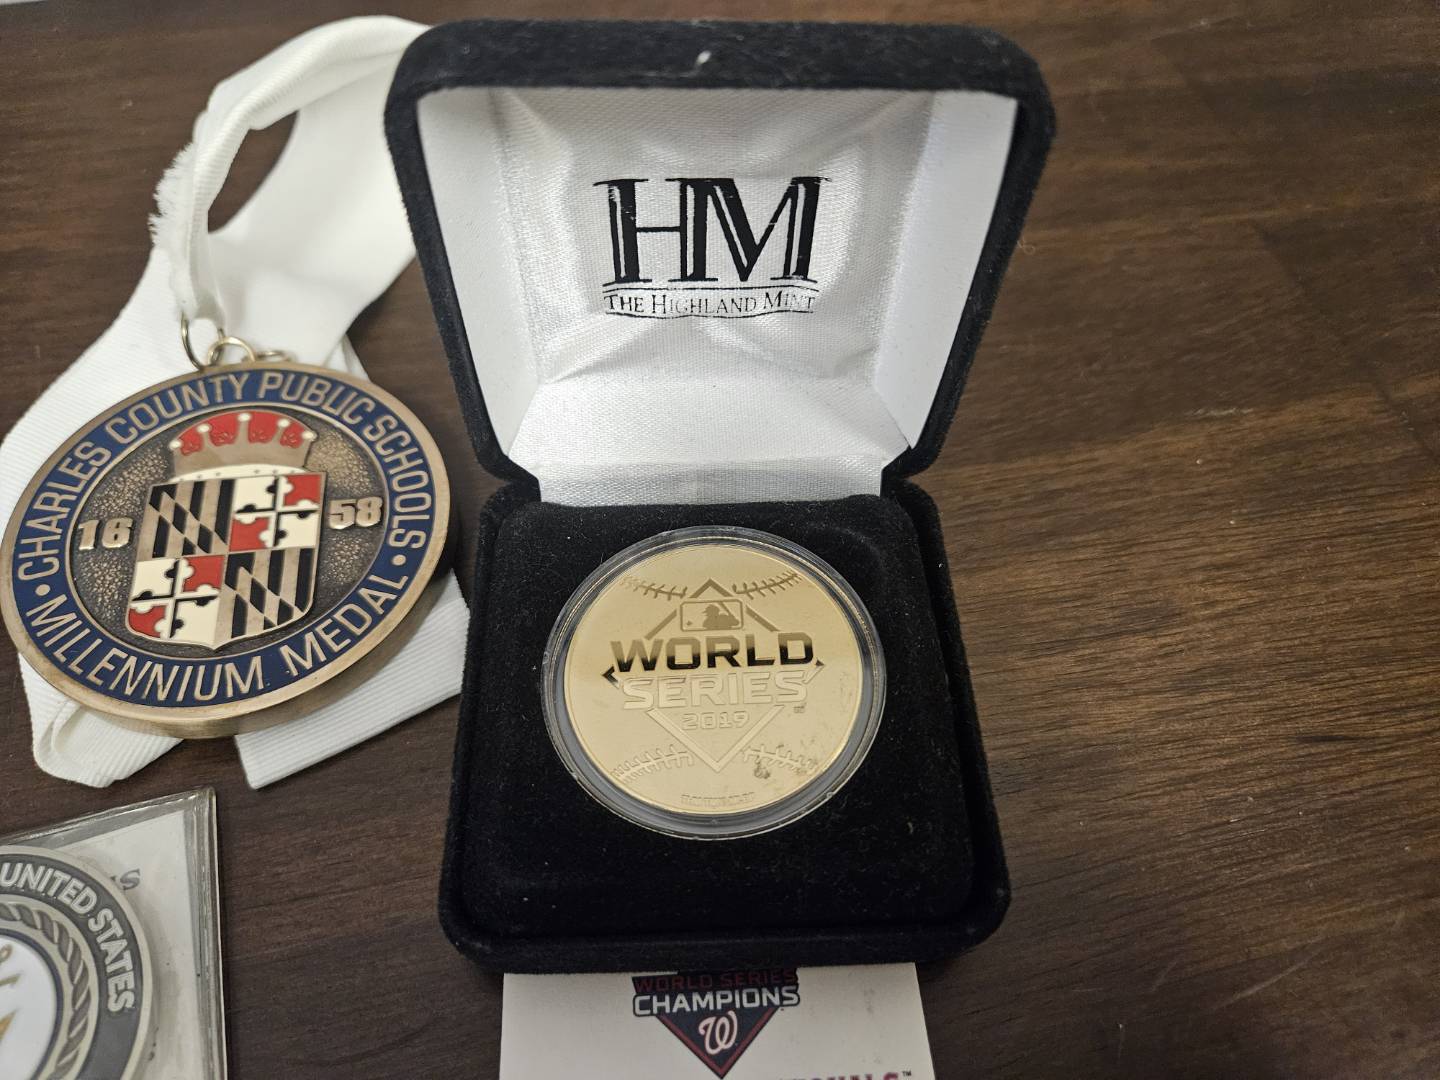 HM
THE HIGHLAND MINT
CHARLES COUNTY PUBLIC SCHOOLS
16 58
• MILLENNIUM MEDAL •
WORLD
SERIES
2019
UNITED STATES
WORLD SERIES
CHAMPIONS
W